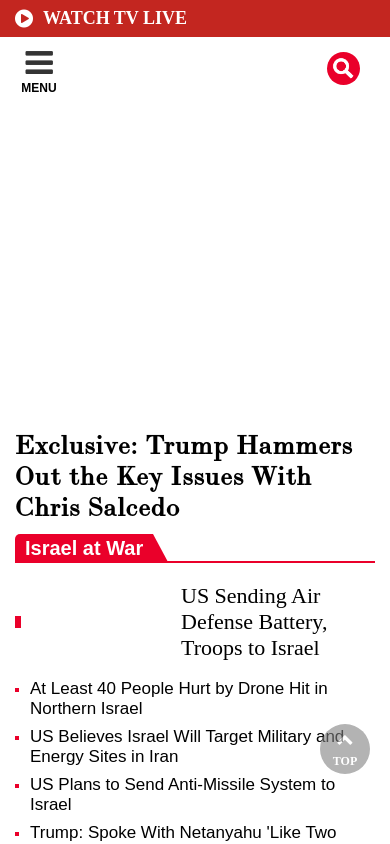 WATCH TV LIVE
MENU
Exclusive: Trump Hammers
Out the Key Issues With
Chris Salcedo
Israel at War
US Sending Air
Defense Battery,
Troops to Israel
At Least 40 People Hurt by Drone Hit in
Northern Israel
US Believes Israel Will Target Military and
Energy Sites in Iran
US Plans to Send Anti-Missile System to
Israel
TOP
Trump: Spoke With Netanyahu 'Like Two